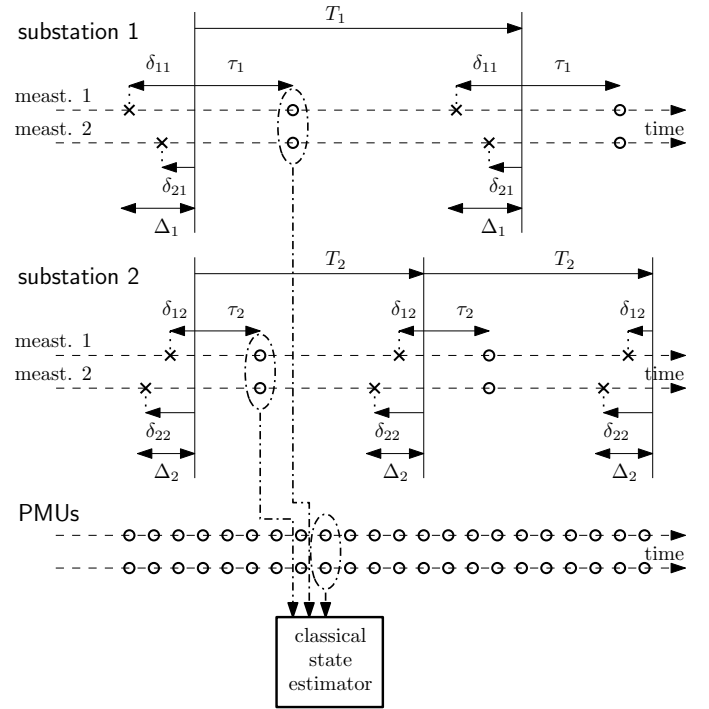 substation 1
T₁
δ₁₁ τ₁ δ₁₁ τ₁
meast. 1
meast. 2 time
δ₂₁ δ₂₁
Δ₁ Δ₁
substation 2
T₂ T₂
δ₁₂ τ₂ δ₁₂ τ₂ δ₁₂
meast. 1
meast. 2 time
δ₂₂ δ₂₂ δ₂₂
Δ₂ Δ₂ Δ₂
PMUs
time
classical
state
estimator